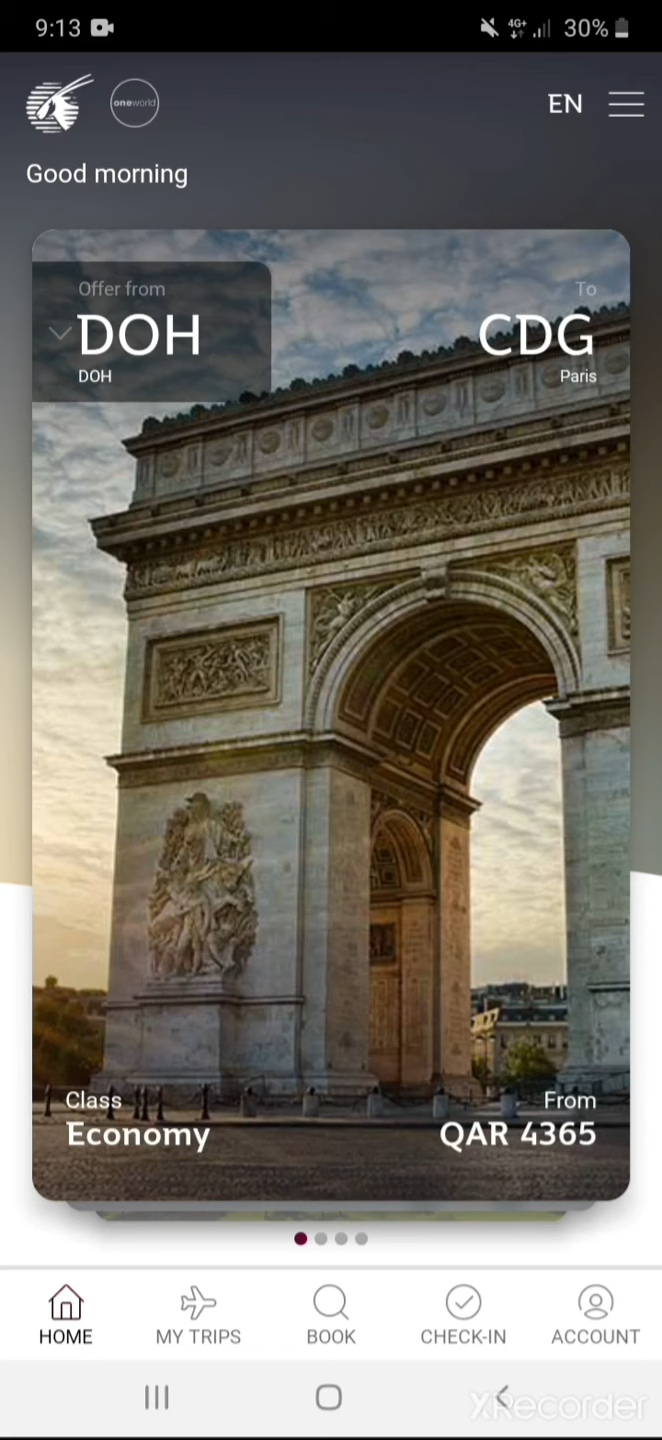 9:13
4G+
30%
oneworld
EN
Good morning
Offer from
To
DOH
CDG
DOH
Paris
Class
From
Economy
QAR 4365
HOME
MY TRIPS
BOOK
CHECK-IN
ACCOUNT
XRecorder